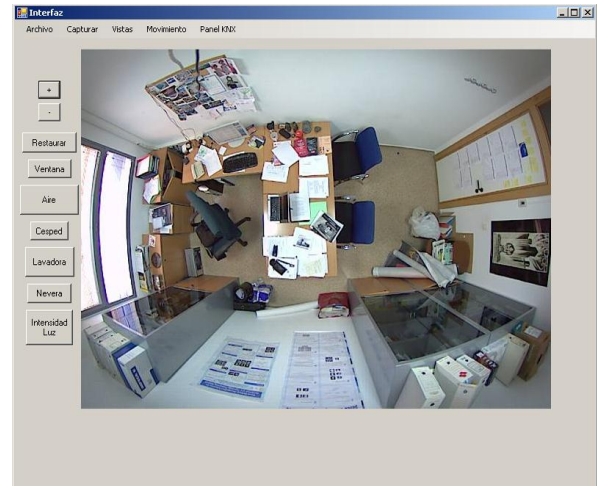 Interfaz
Archivo Capturar Vistas Movimiento Panel KNX
+
-
Restaurar
Ventana
Aire
Cesped
Lavadora
Nevera
Intensidad
Luz